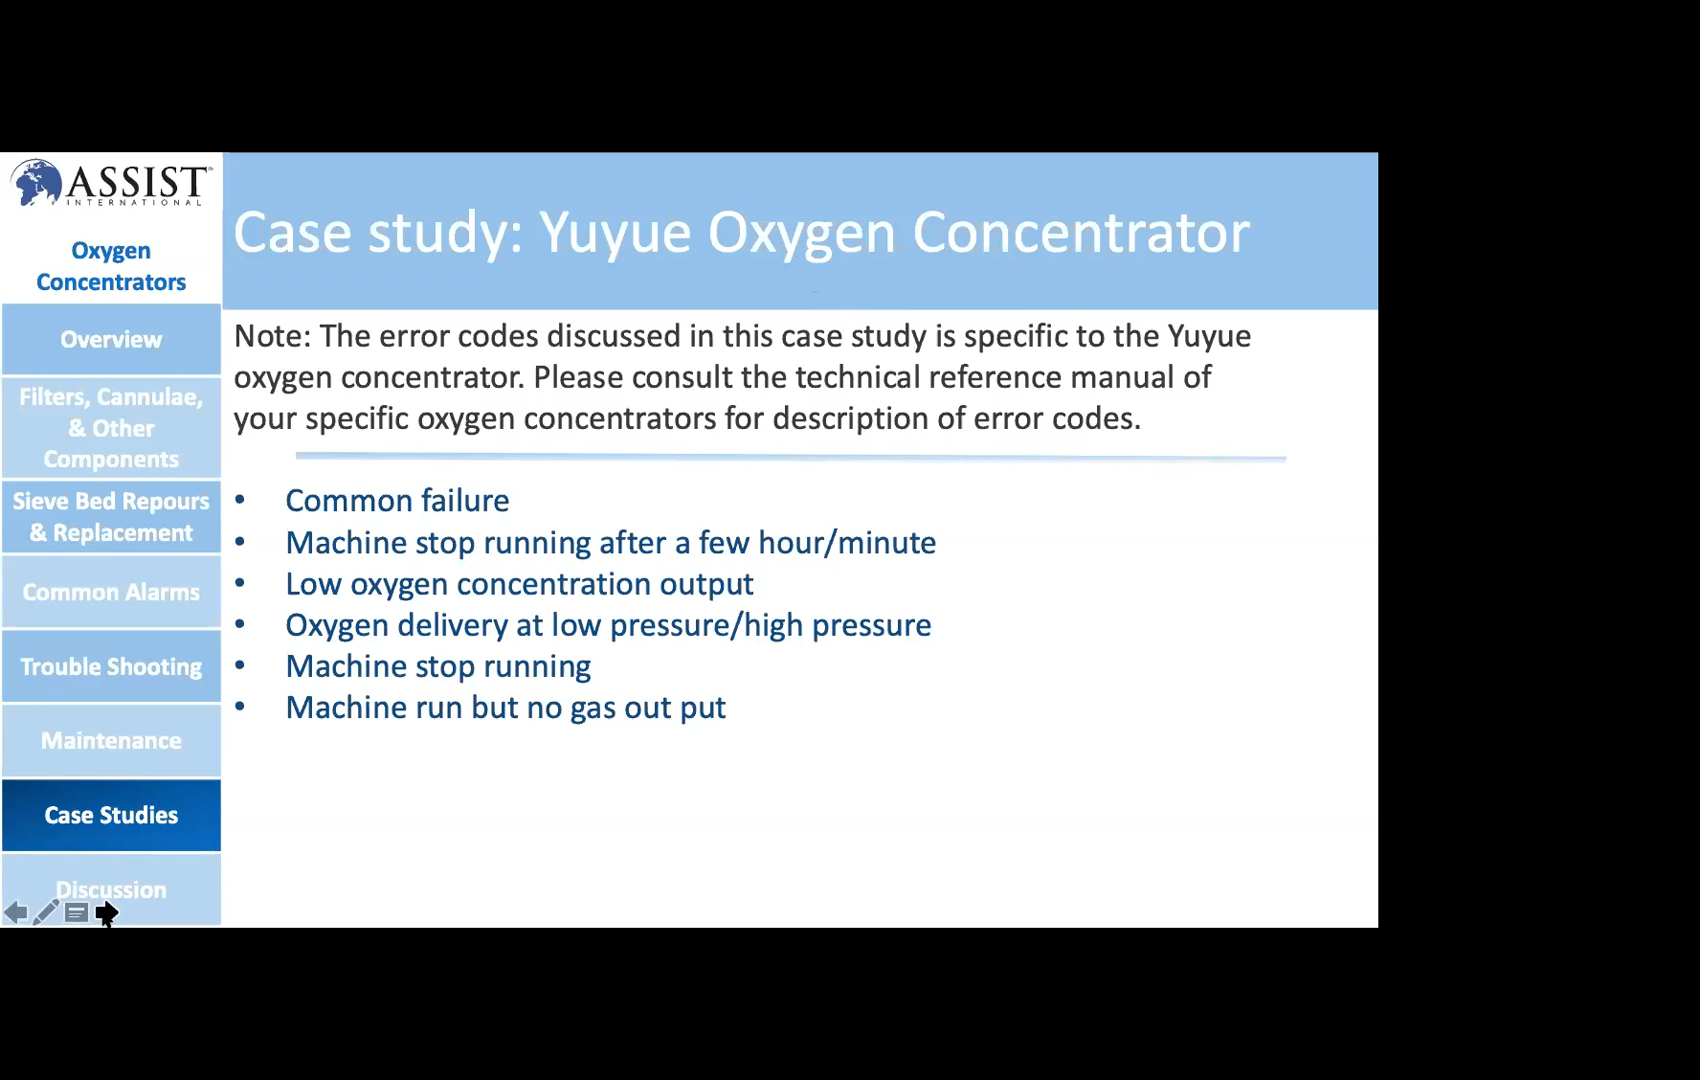 ASSIST
INTERNATIONAL
Oxygen
Concentrators
Overview
Filters, Cannulae,
& Other
Components
Sieve Bed Repours
& Replacement
Common Alarms
Trouble Shooting
Maintenance
Case Studies
Discussion
Case study: Yuyue Oxygen Concentrator
Note: The error codes discussed in this case study is specific to the Yuyue
oxygen concentrator. Please consult the technical reference manual of
your specific oxygen concentrators for description of error codes.
• Common failure
• Machine stop running after a few hour/minute
• Low oxygen concentration output
• Oxygen delivery at low pressure/high pressure
• Machine stop running
• Machine run but no gas out put